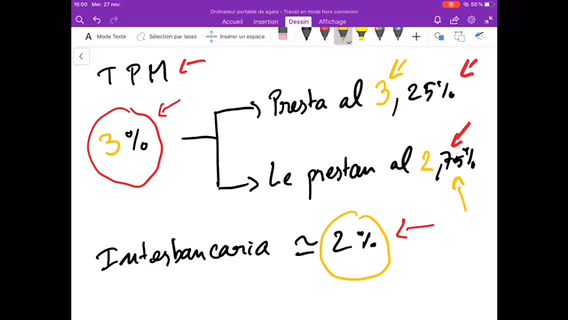 16:00 Mar. 27 nov.
Ordinateur portable de agata – Travail en mode hors connexion
50 %
Accueil Insertion Dessin Affichage
A Mode Texte Sélection par lasso Insérer un espace
TPM
3% Presta al 3,25%
Le prestan al 2,75%
Interbancaria ≅ 2%